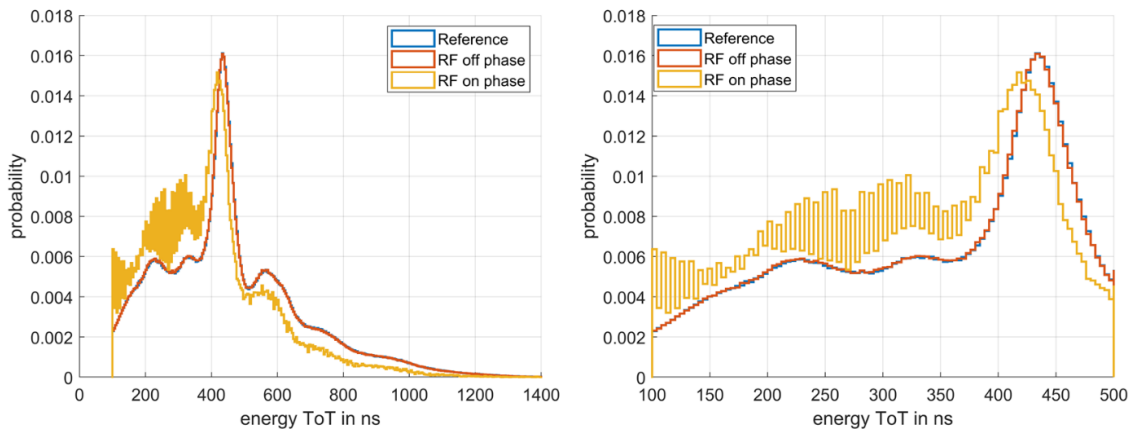 0.018
0.016
0.014
0.012
0.01
0.008
0.006
0.004
0.002
0
probability
Reference
RF off phase
RF on phase
0 200 400 600 800 1000 1200 1400
energy ToT in ns
0.018
0.016
0.014
0.012
0.01
0.008
0.006
0.004
0.002
0
probability
Reference
RF off phase
RF on phase
100 150 200 250 300 350 400 450 500
energy ToT in ns